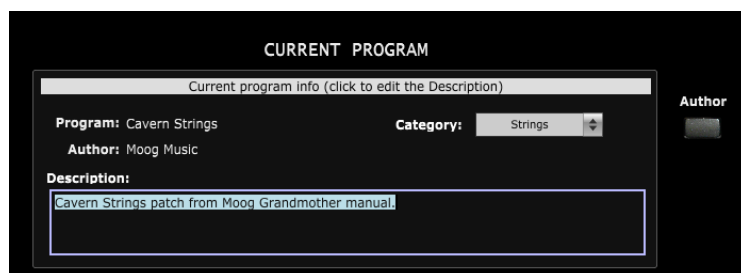 CURRENT PROGRAM
Current program info (click to edit the Description)
Author
Program: Cavern Strings
Category: Strings
Author: Moog Music
Description:
Cavern Strings patch from Moog Grandmother manual.